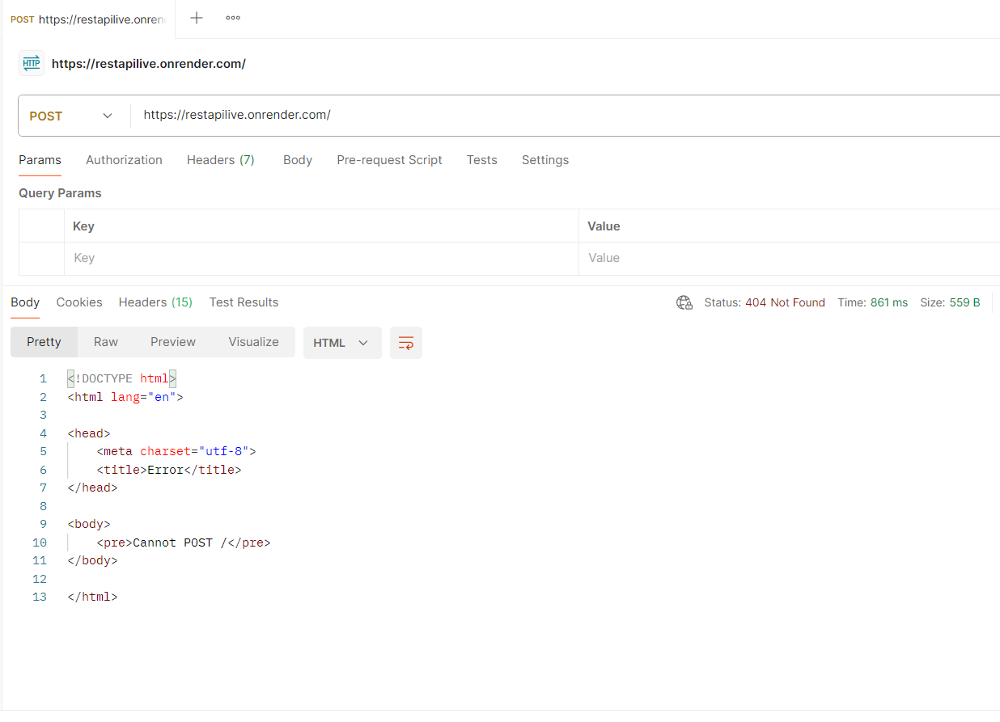 POST https://restapilive.onren
HTTP https://restapilive.onrender.com/
POST https://restapilive.onrender.com/
Params Authorization Headers (7) Body Pre-request Script Tests Settings
Query Params
Key Value
Key Value
Body Cookies Headers (15) Test Results Status: 404 Not Found Time: 861 ms Size: 559 B
Pretty Raw Preview Visualize HTML
1 <!DOCTYPE html>
2 <html lang="en">
3
4 <head>
5 <meta charset="utf-8">
6 <title>Error</title>
7 </head>
8
9 <body>
10 <pre>Cannot POST /</pre>
11 </body>
12
13 </html>